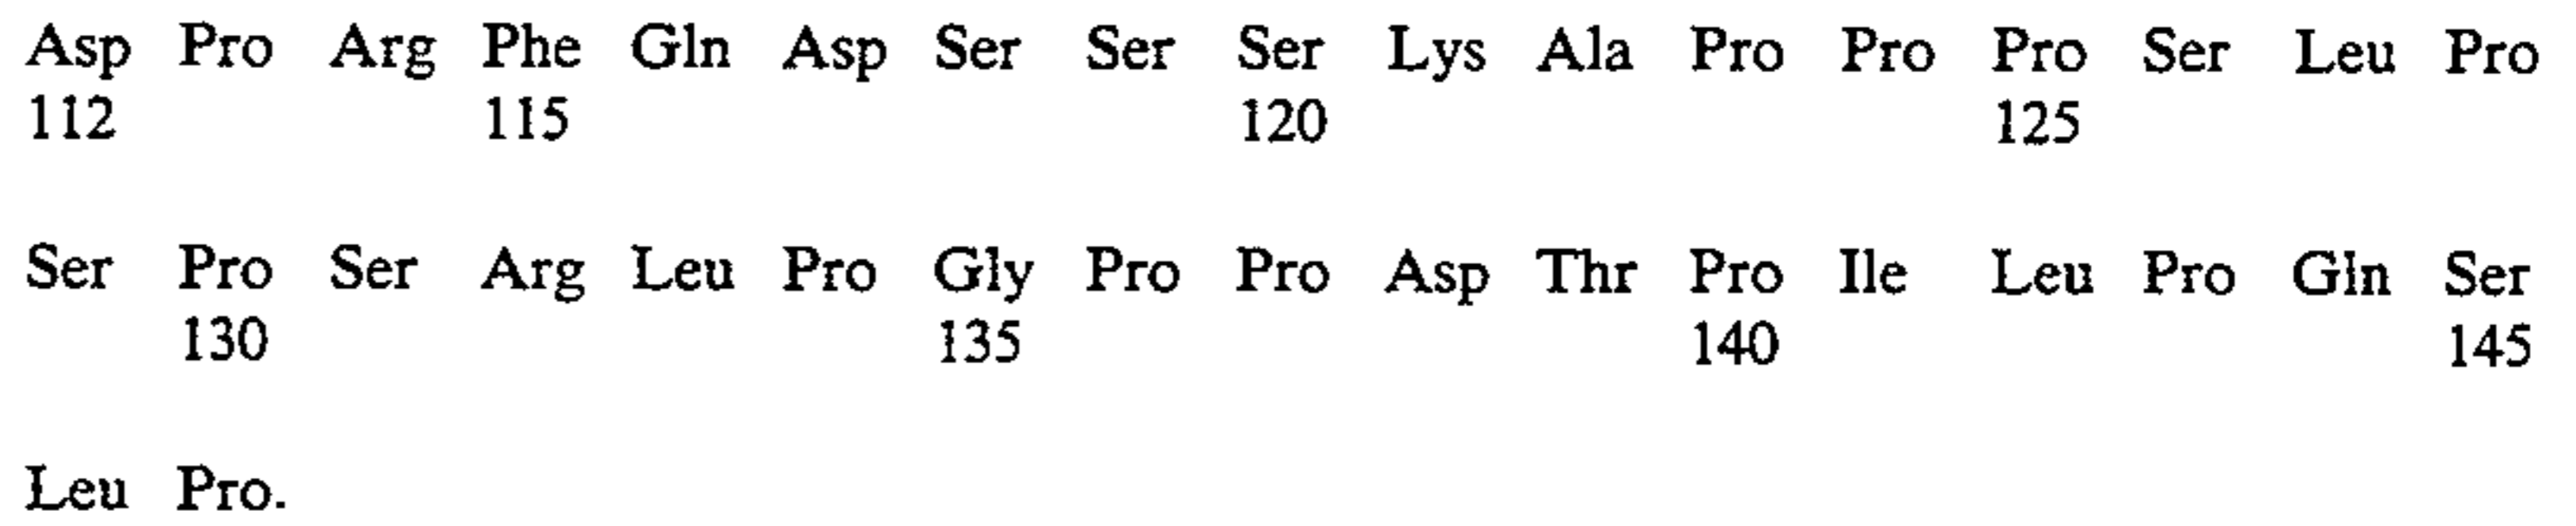 Asp Pro Arg Phe Gln Asp Ser Ser Ser Lys Ala Pro Pro Pro Ser Leu Pro
112 115 120 125
Ser Pro Ser Arg Leu Pro Gly Pro Pro Asp Thr Pro Ile Leu Pro Gln Ser
130 135 140 145
Leu Pro.